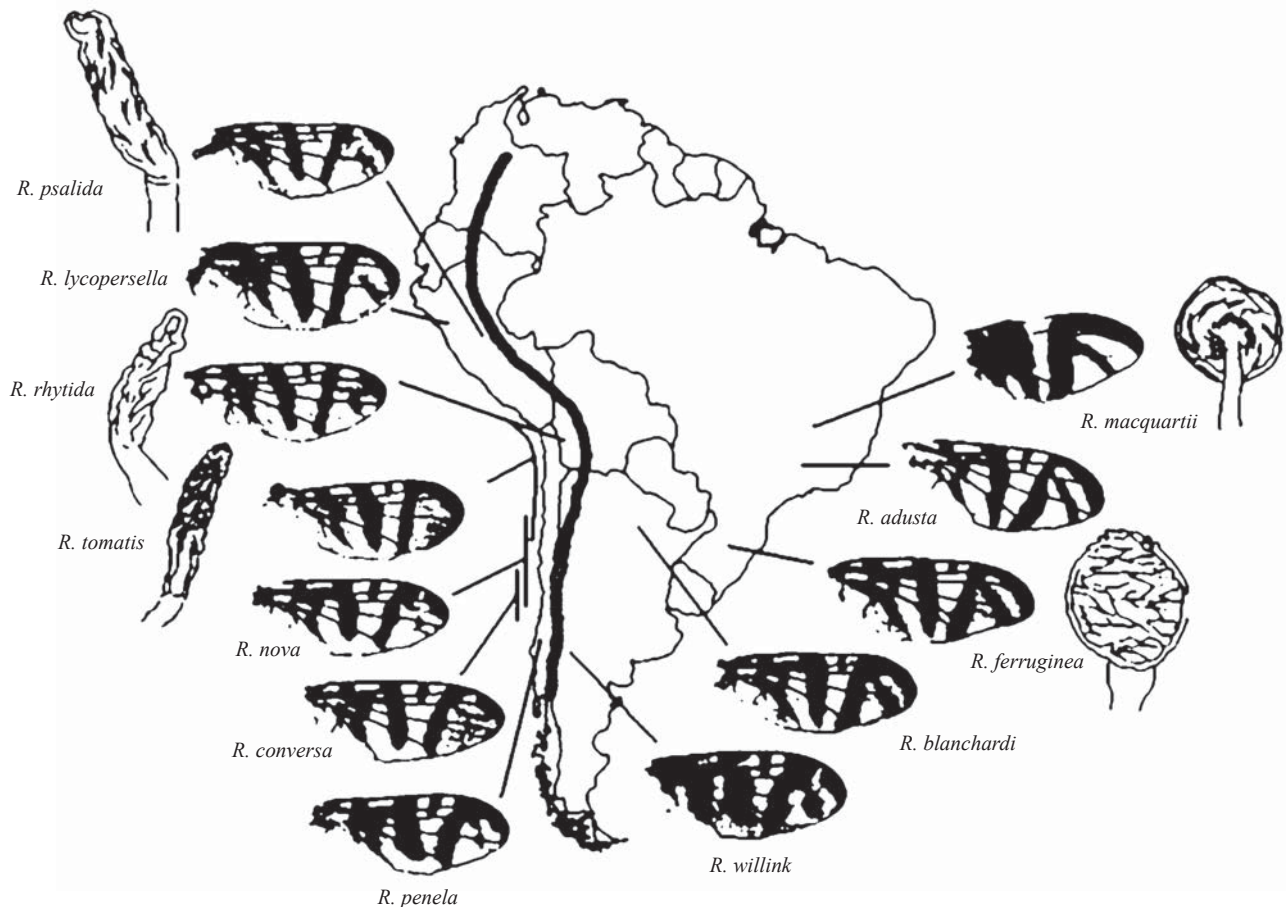 R. psalida
R. lycopersella
R. rhytida
R. tomatis
R. nova
R. conversa
R. penela
R. macquartii
R. adusta
R. ferruginea
R. blanchardi
R. willink